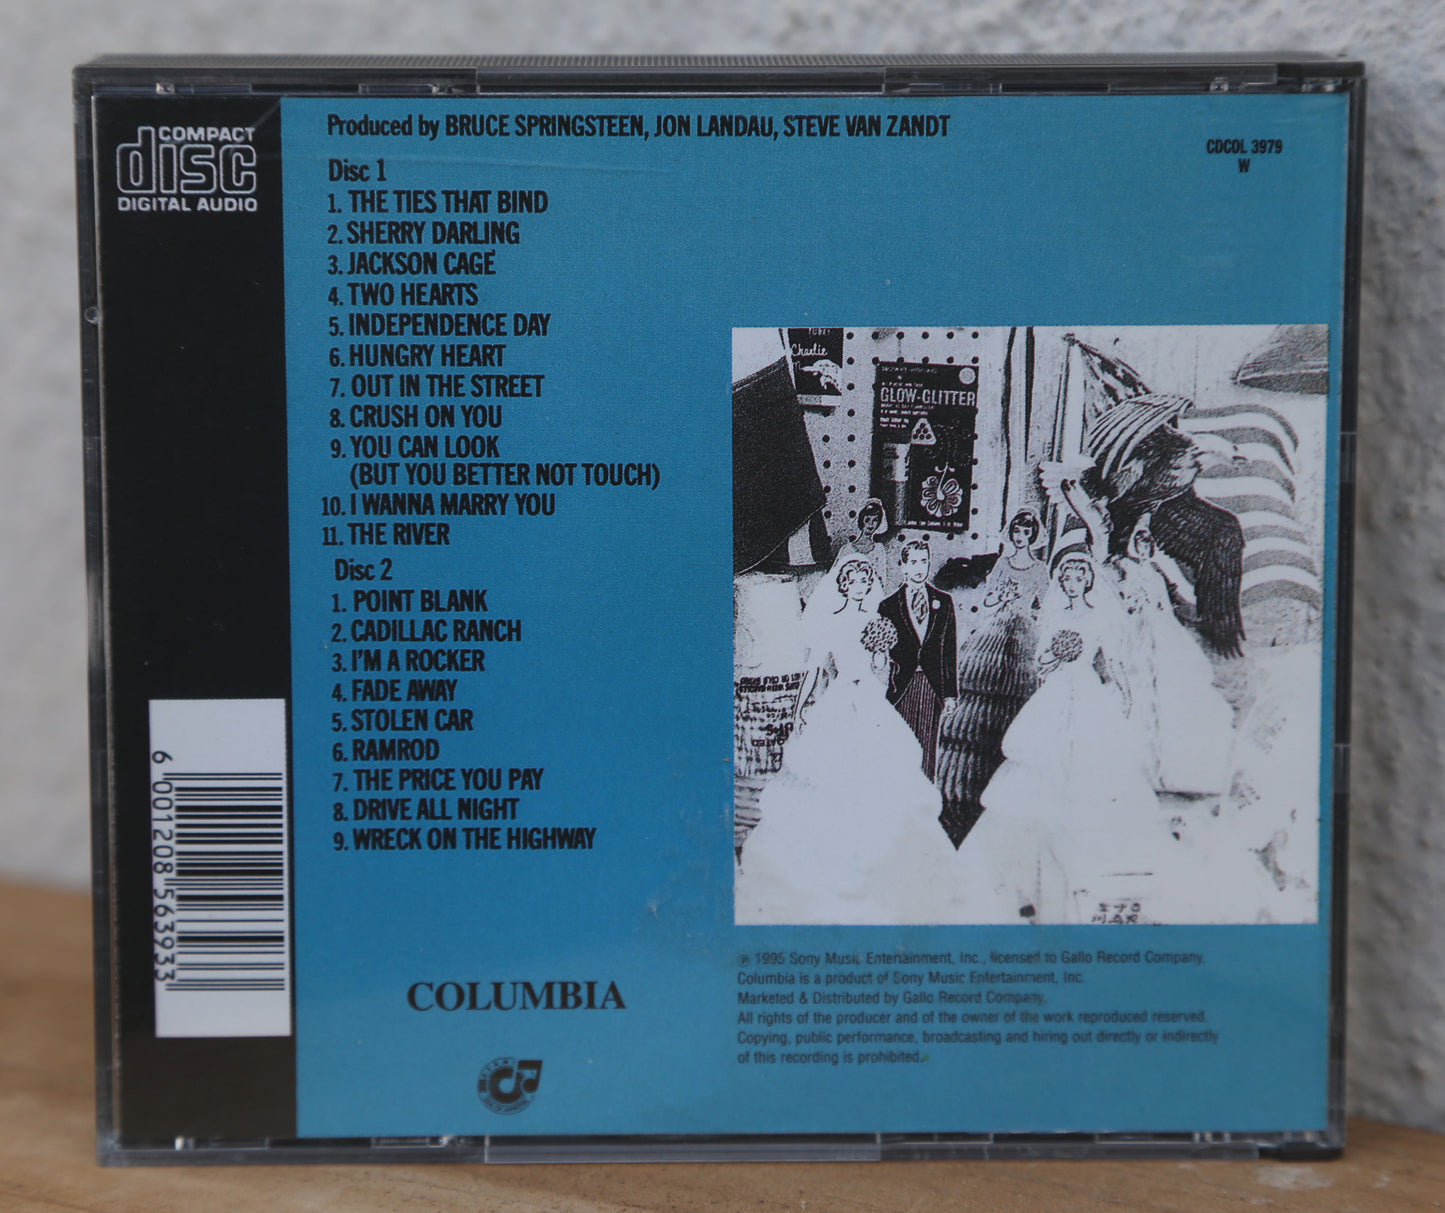 COMPACT
disc
DIGITAL AUDIO
Produced by BRUCE SPRINGSTEEN, JON LANDAU, STEVE VAN ZANDT
CDCOL 3979
W
Disc 1
1. THE TIES THAT BIND
2. SHERRY DARLING
3. JACKSON CAGE
4. TWO HEARTS
5. INDEPENDENCE DAY
6. HUNGRY HEART
7. OUT IN THE STREET
8. CRUSH ON YOU
9. YOU CAN LOOK
(BUT YOU BETTER NOT TOUCH)
10. I WANNA MARRY YOU
11. THE RIVER
Disc 2
1. POINT BLANK
2. CADILLAC RANCH
3. I'M A ROCKER
4. FADE AWAY
5. STOLEN CAR
6. RAMROD
7. THE PRICE YOU PAY
8. DRIVE ALL NIGHT
9. WRECK ON THE HIGHWAY
Charlie
GLOW-GLITTER
6 001208 563933
COLUMBIA
℗ 1995 Sony Music Entertainment, Inc., licensed to Gallo Record Company.
Columbia is a product of Sony Music Entertainment, Inc.
Marketed & Distributed by Gallo Record Company.
All rights of the producer and of the owner of the work reproduced reserved.
Copying, public performance, broadcasting and hiring out directly or indirectly
of this recording is prohibited.